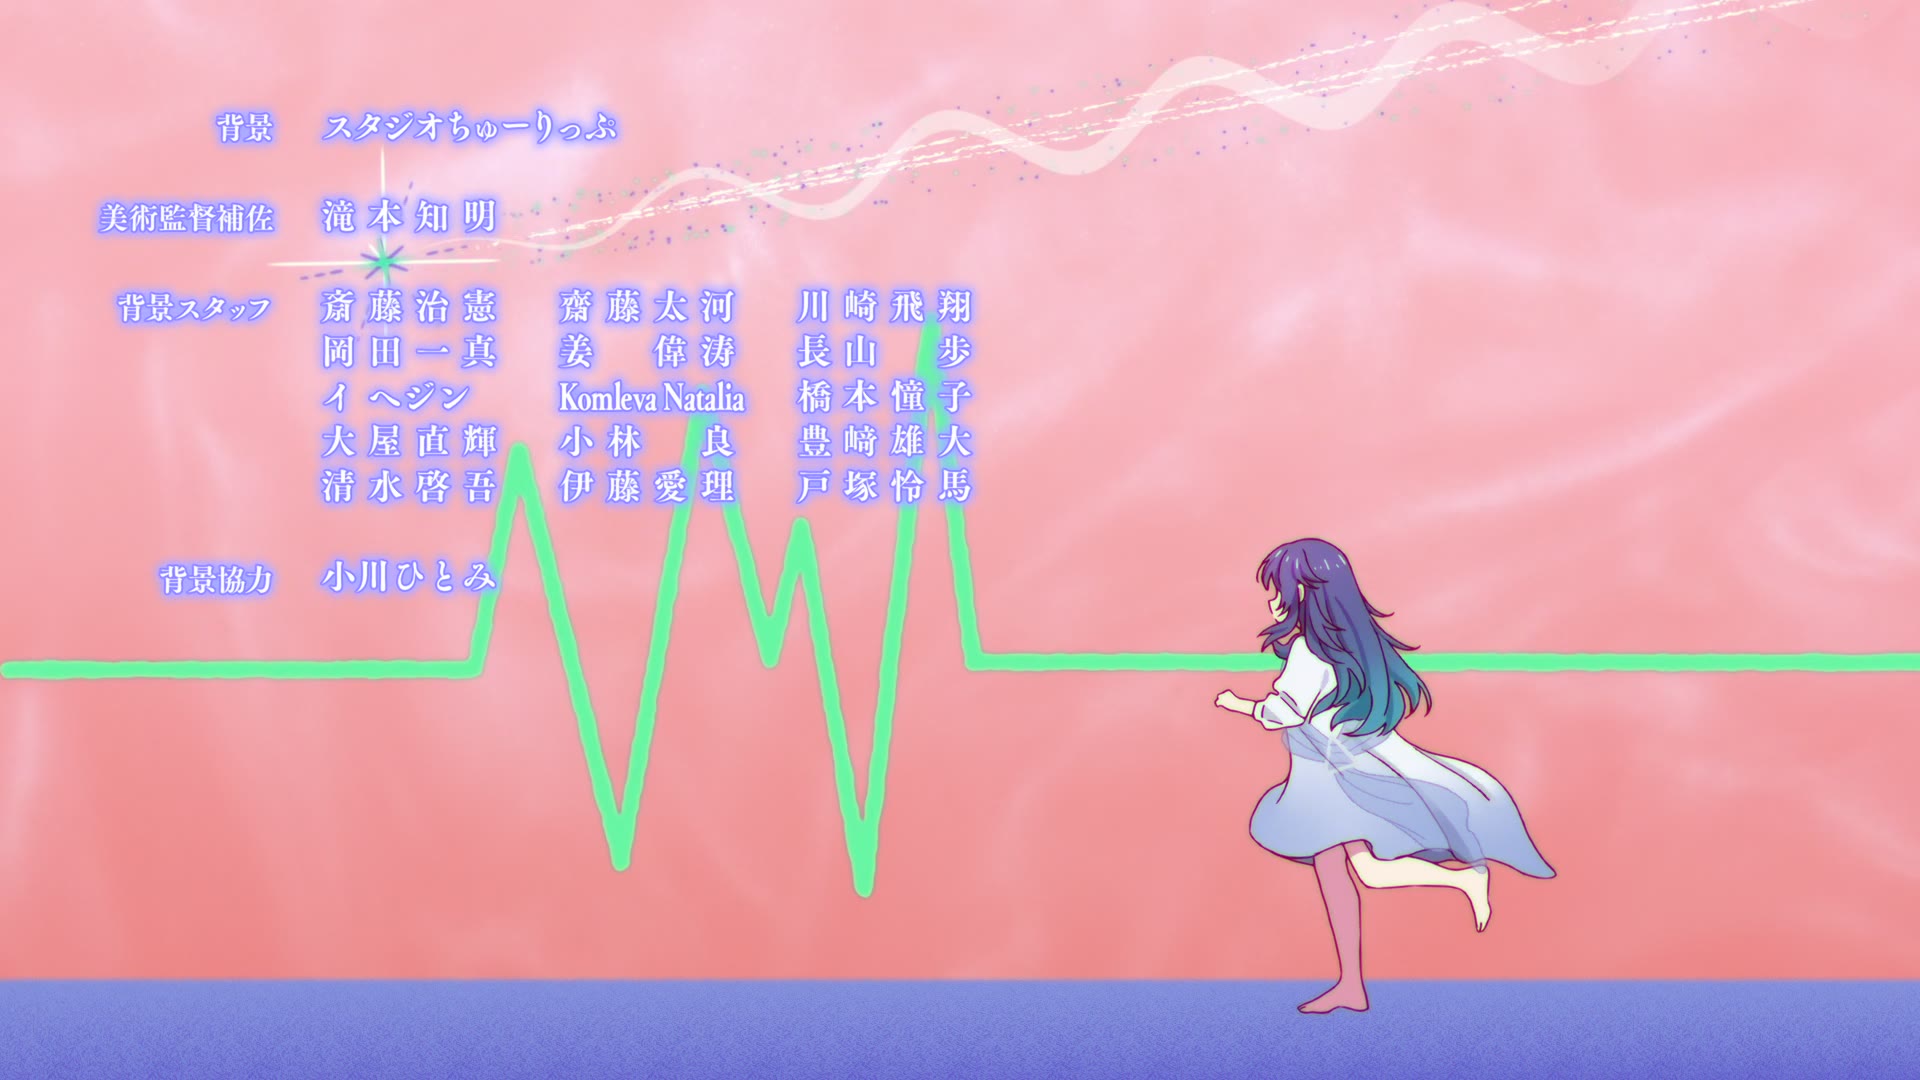 背景 スタジオちゅーりっぷ
美術監督補佐 滝本知明
背景スタッフ 斎藤治憲 齋藤太河 川崎飛翔
岡田一真 姜偉涛 長山歩
イ ヘジン Komleva Natalia 橋本憧子
大屋直輝 小林良 豊﨑雄大
清水啓吾 伊藤愛理 戸塚怜馬
背景協力 小川ひとみ